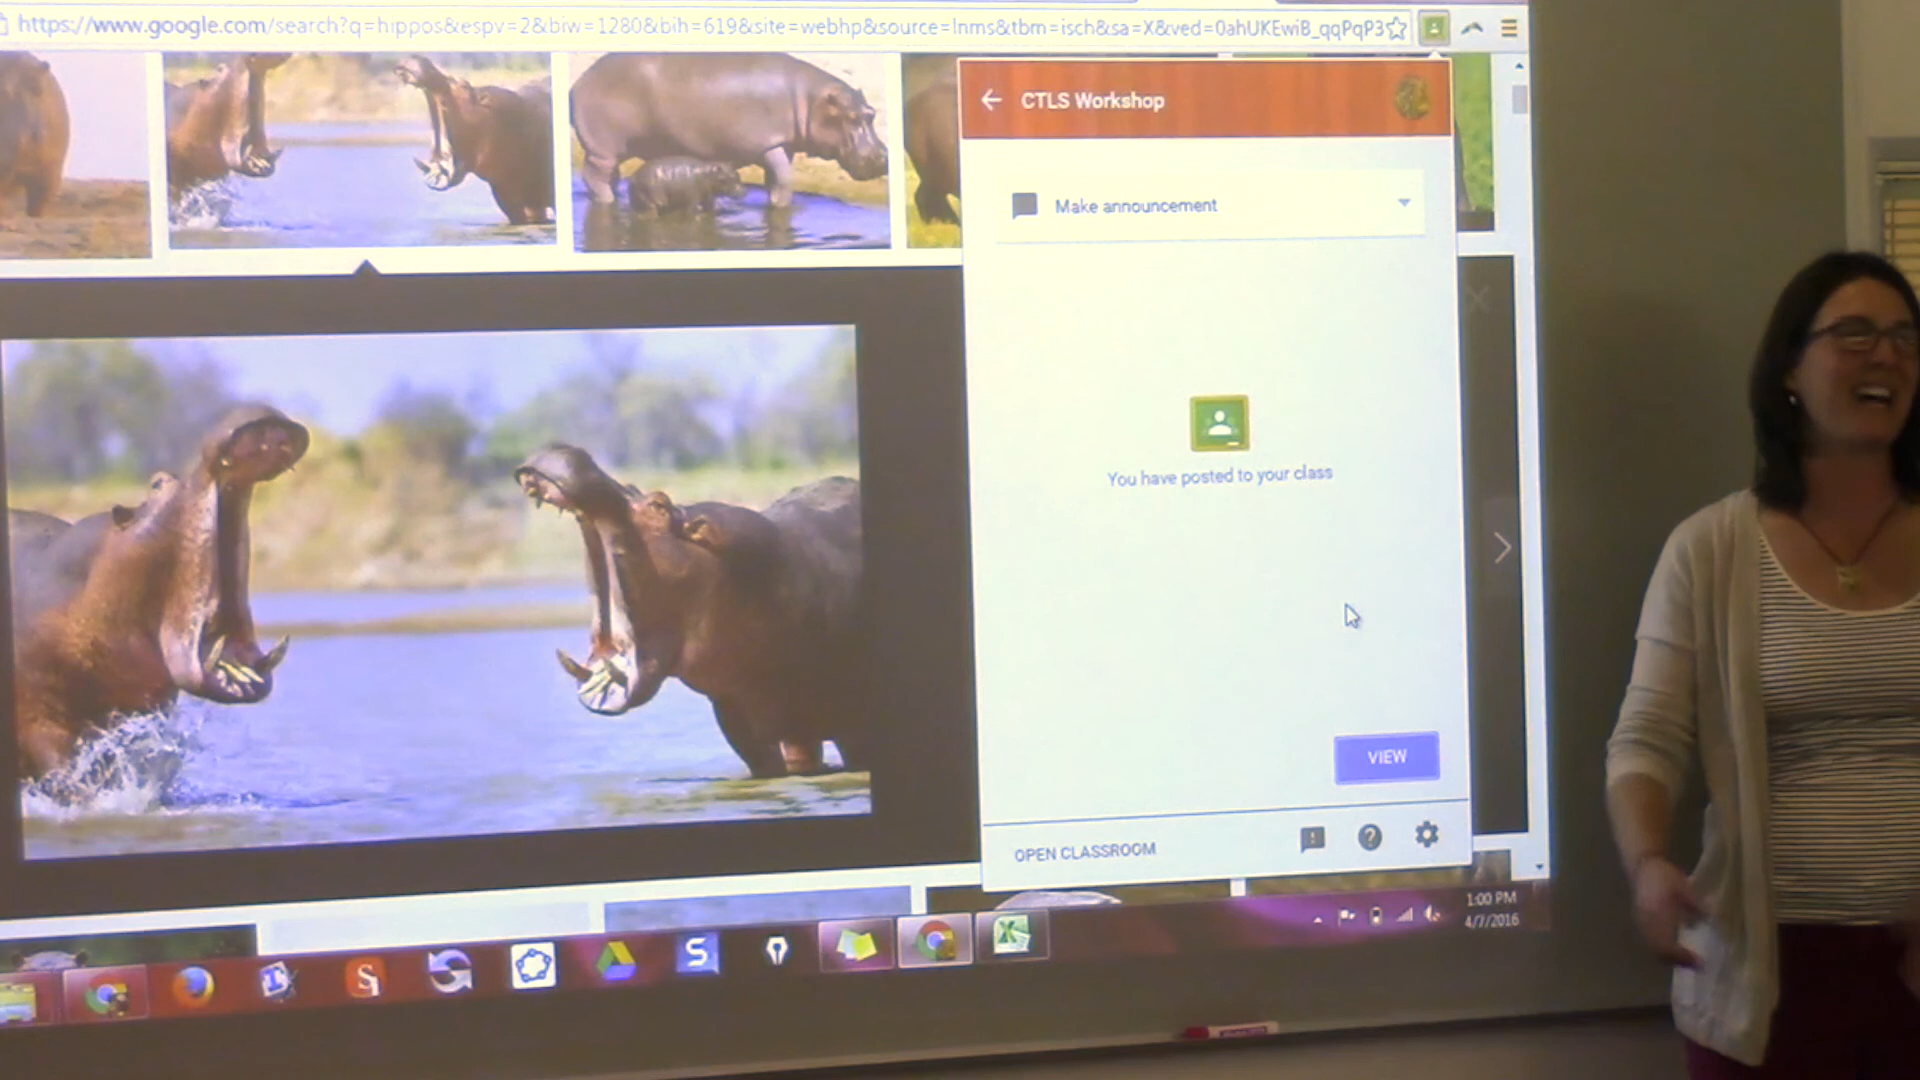 https://www.google.com/search?q=hippos&espv=2&biw=1280&bih=619&site=webhp&source=lnms&tbm=isch&sa=X&ved=0ahUKEwiB_qqPqP3
CTLS Workshop
Make announcement
You have posted to your class
VIEW
OPEN CLASSROOM
1:00 PM
4/7/2016
S